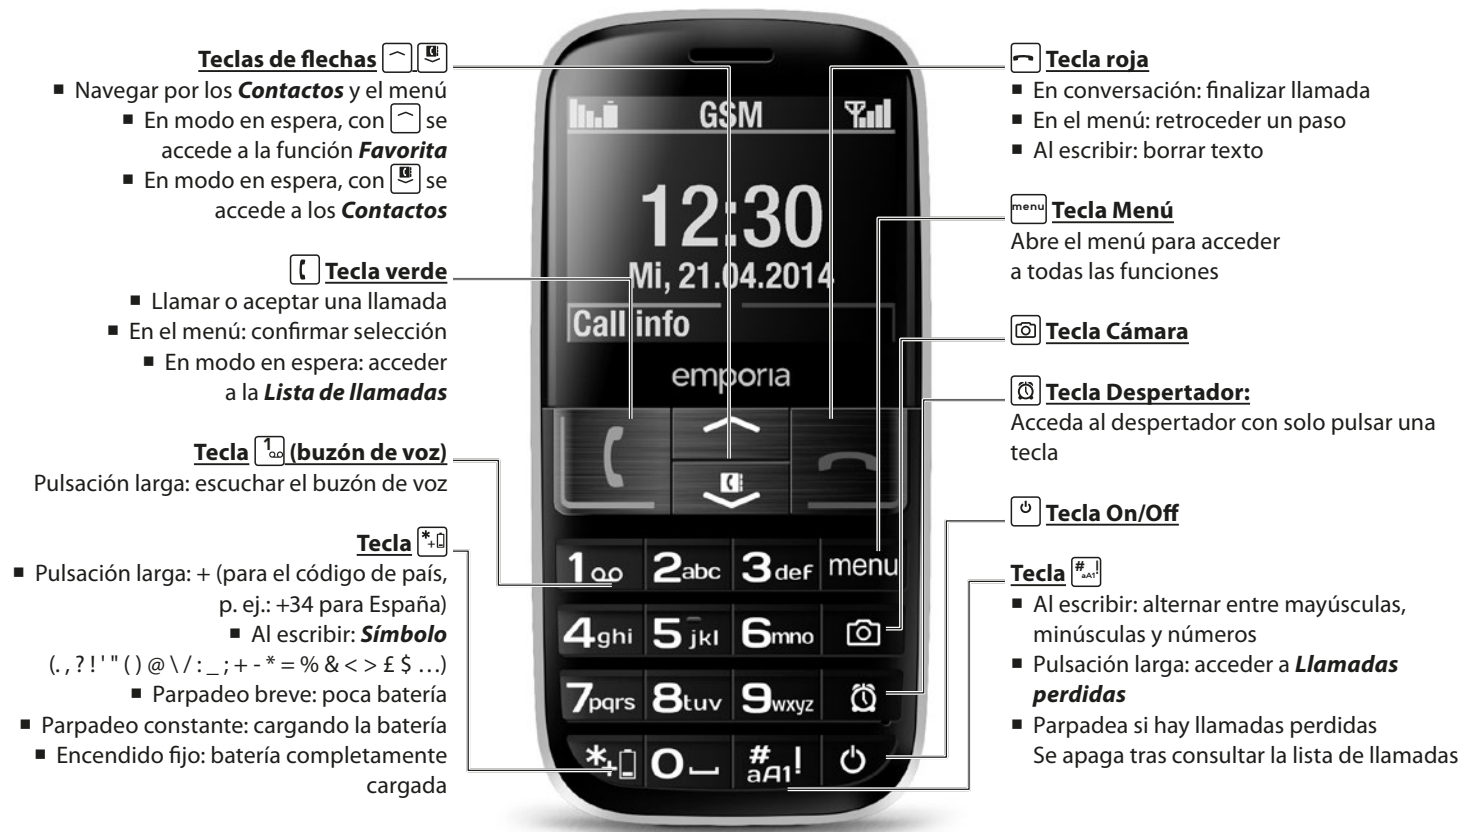 Teclas de flechas
■ Navegar por los Contactos y el menú
■ En modo en espera, con se
accede a la función Favorita
■ En modo en espera, con se
accede a los Contactos
Tecla verde
■ Llamar o aceptar una llamada
■ En el menú: confirmar selección
■ En modo en espera: acceder
a la Lista de llamadas
Tecla 1 (buzón de voz)
Pulsación larga: escuchar el buzón de voz
Tecla *+
■ Pulsación larga: + (para el código de país,
p. ej.: +34 para España)
■ Al escribir: Símbolo
(. , ? ! ' " ( ) @ \ / : _ ; + - * = % & < > £ $ …)
■ Parpadeo breve: poca batería
■ Parpadeo constante: cargando la batería
■ Encendido fijo: batería completamente
cargada
GSM
12:30
Mi, 21.04.2014
Call info
emporia
1 2abc 3def menu
4ghi 5jkl 6mno
7pqrs 8tuv 9wxyz
*+ 0 # aA1 !
Tecla roja
■ En conversación: finalizar llamada
■ En el menú: retroceder un paso
■ Al escribir: borrar texto
menu Tecla Menú
Abre el menú para acceder
a todas las funciones
Tecla Cámara
Tecla Despertador:
Acceda al despertador con solo pulsar una
tecla
Tecla On/Off
Tecla # aA1 !
■ Al escribir: alternar entre mayúsculas,
minúsculas y números
■ Pulsación larga: acceder a Llamadas
perdidas
■ Parpadea si hay llamadas perdidas
Se apaga tras consultar la lista de llamadas